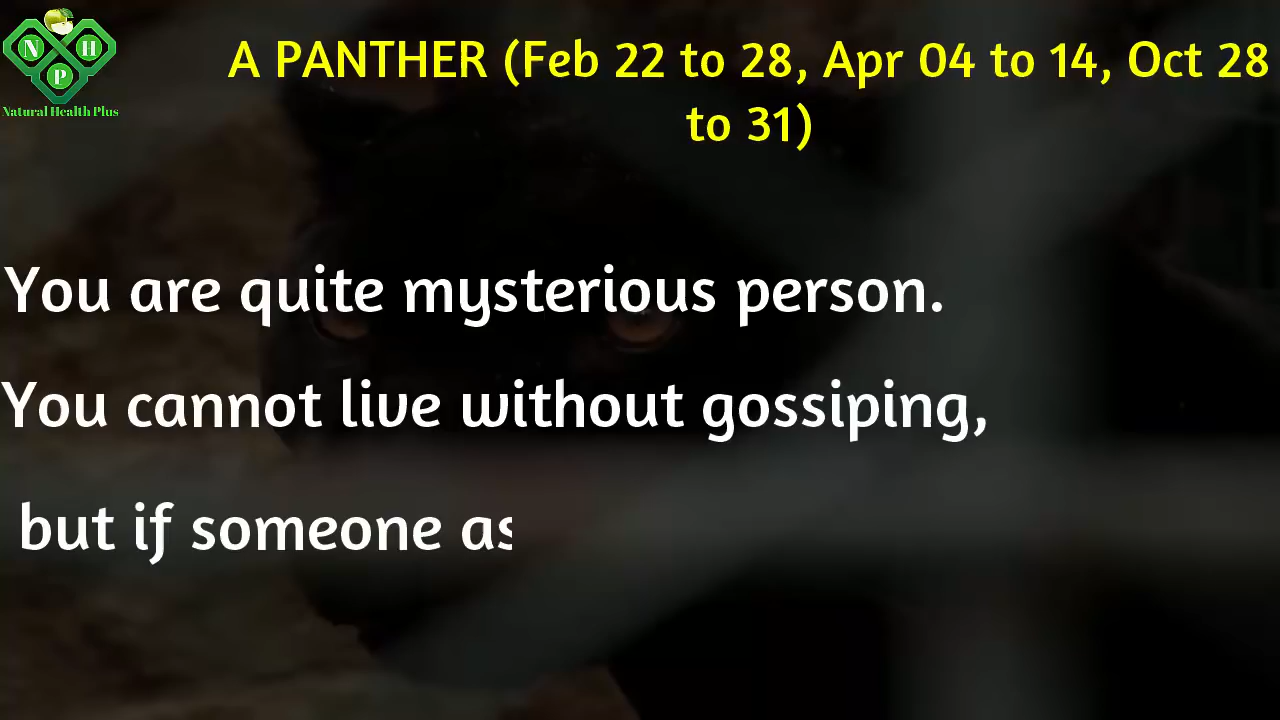 N H
P
Natural Health Plus
A PANTHER (Feb 22 to 28, Apr 04 to 14, Oct 28
to 31)
You are quite mysterious person.
You cannot live without gossiping,
but if someone as